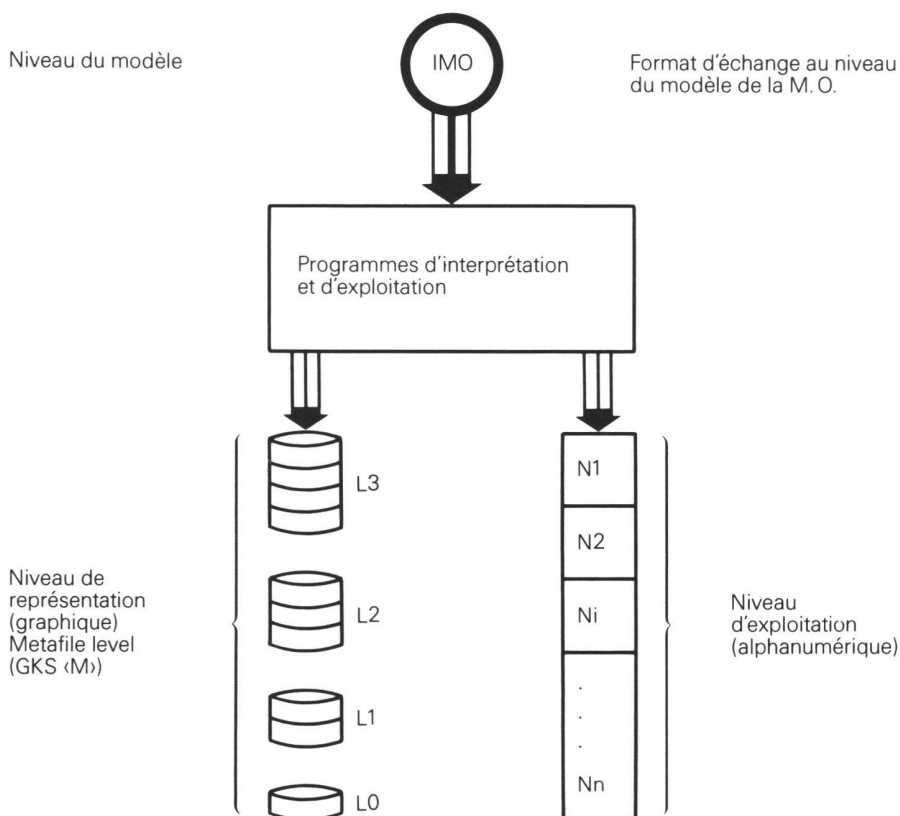 Niveau du modèle
IMO
Format d'échange au niveau
du modèle de la M. O.
Programmes d'interprétation
et d'exploitation
L3
L2
L1
L0
N1
N2
Ni
.
.
.
Nn
Niveau de
représentation
(graphique)
Metafile level
(GKS ‹M›)
Niveau
d'exploitation
(alphanumérique)